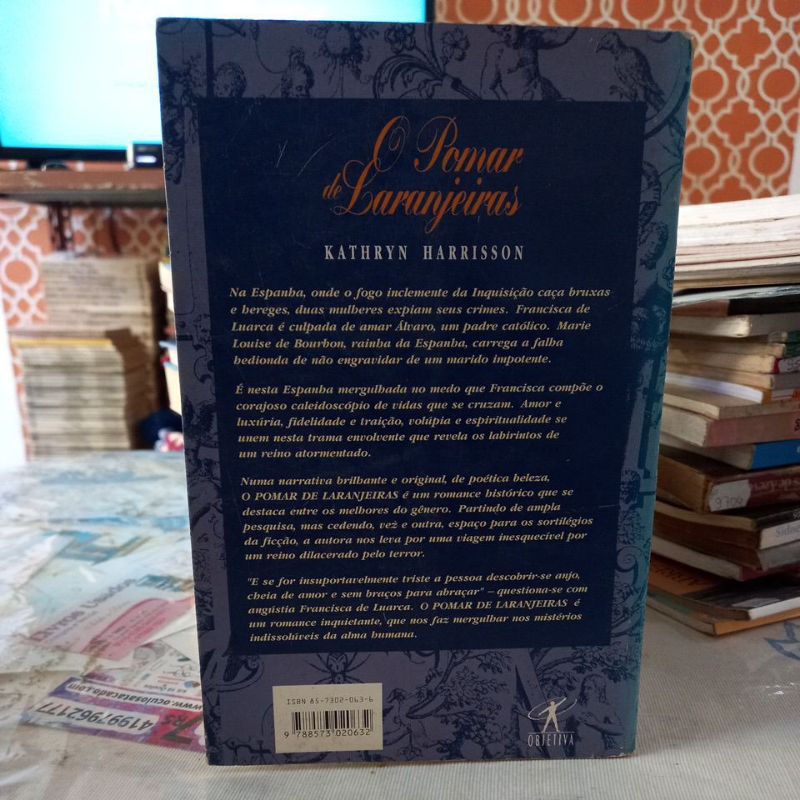 O Pomar
de Laranjeiras
KATHRYN HARRISSON
Na Espanha, onde o fogo inclemente da Inquisição caça bruxas
e hereges, duas mulheres expiam seus crimes. Francisca de
Luarca é culpada de amar Álvaro, um padre católico. Marie
Louise de Bourbon, rainha da Espanha, carrega a falha
hedionda de não engravidar de um marido impotente.
É nesta Espanha mergulhada no medo que Francisca compõe o
corajoso caleidoscópio de vidas que se cruzam. Amor e
luxúria, fidelidade e traição, volúpia e espiritualidade se
unem nesta trama envolvente que revela os labirintos de
um reino atormentado.
Numa narrativa brilhante e original, de poética beleza,
O POMAR DE LARANJEIRAS é um romance histórico que se
destaca entre os melhores do gênero. Partindo de ampla
pesquisa, mas cedendo, vez e outra, espaço para os sortilégios
da ficção, a autora nos leva por uma viagem inesquecível por
um reino dilacerado pelo terror.
"E se for insuportavelmente triste a pessoa descobrir-se anjo,
cheia de amor e sem braços para abraçar" – questiona-se com
angústia Francisca de Luarca. O POMAR DE LARANJEIRAS é
um romance inquietante, que nos faz mergulhar nos mistérios
indissolúveis da alma humana.
ISBN 85-7302-063-6
9 788573 020632
OBJETIVA
41997962177